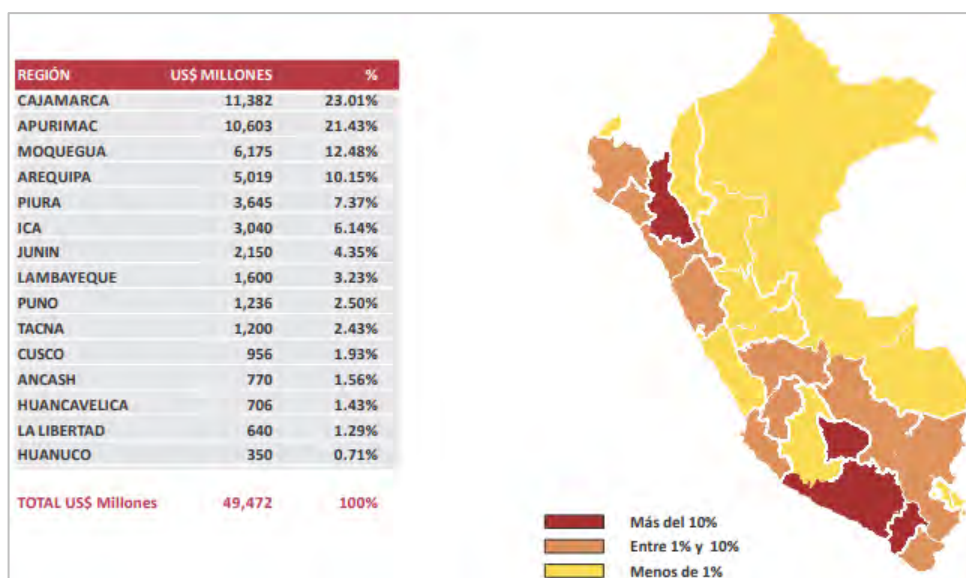 REGIÓN US$ MILLONES %
CAJAMARCA 11,382 23.01%
APURIMAC 10,603 21.43%
MOQUEGUA 6,175 12.48%
AREQUIPA 5,019 10.15%
PIURA 3,645 7.37%
ICA 3,040 6.14%
JUNIN 2,150 4.35%
LAMBAYEQUE 1,600 3.23%
PUNO 1,236 2.50%
TACNA 1,200 2.43%
CUSCO 956 1.93%
ANCASH 770 1.56%
HUANCAVELICA 706 1.43%
LA LIBERTAD 640 1.29%
HUANUCO 350 0.71%
TOTAL US$ Millones 49,472 100%
Más del 10%
Entre 1% y 10%
Menos de 1%